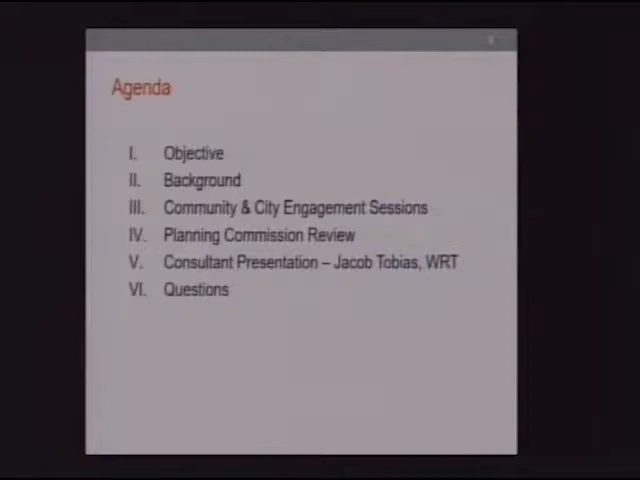 Agenda
I. Objective
II. Background
III. Community & City Engagement Sessions
IV. Planning Commission Review
V. Consultant Presentation – Jacob Tobias, WRT
VI. Questions